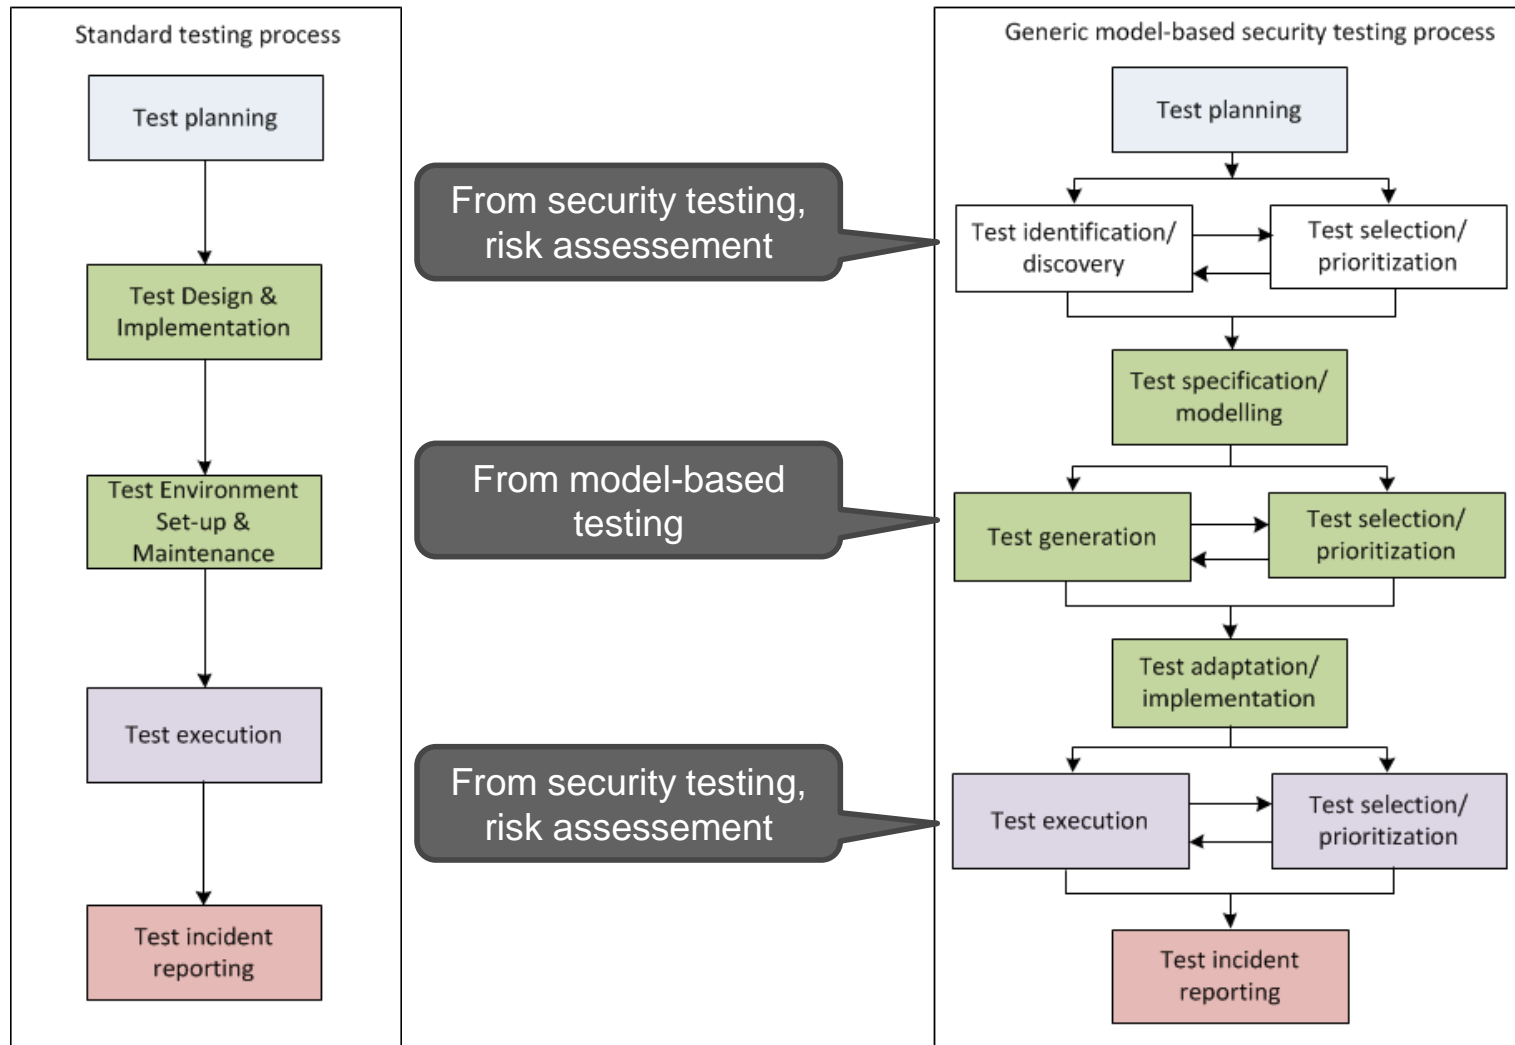 Standard testing process
Test planning
Test Design &
Implementation
Test Environment
Set-up &
Maintenance
Test execution
Test incident
reporting
From security testing,
risk assessement
From model-based
testing
From security testing,
risk assessement
Generic model-based security testing process
Test planning
Test identification/
discovery
Test selection/
prioritization
Test specification/
modelling
Test generation
Test selection/
prioritization
Test adaptation/
implementation
Test execution
Test selection/
prioritization
Test incident
reporting